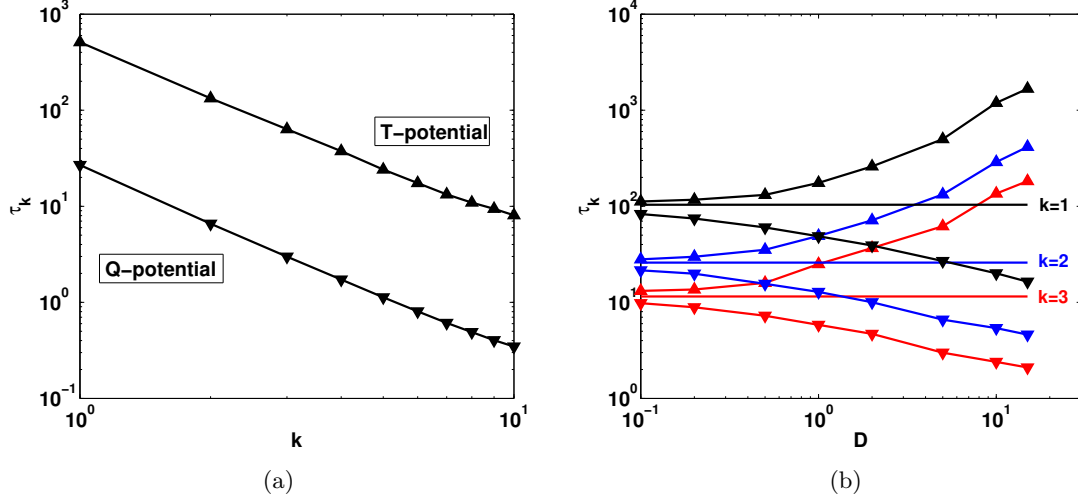 10³
10²
10¹
10⁰
10⁻¹
τₖ
T−potential
Q−potential
10⁰
10¹
k
(a)
10⁴
10³
10²
10¹
10⁰
τₖ
k=1
k=2
k=3
10⁻¹
10⁰
10¹
D
(b)